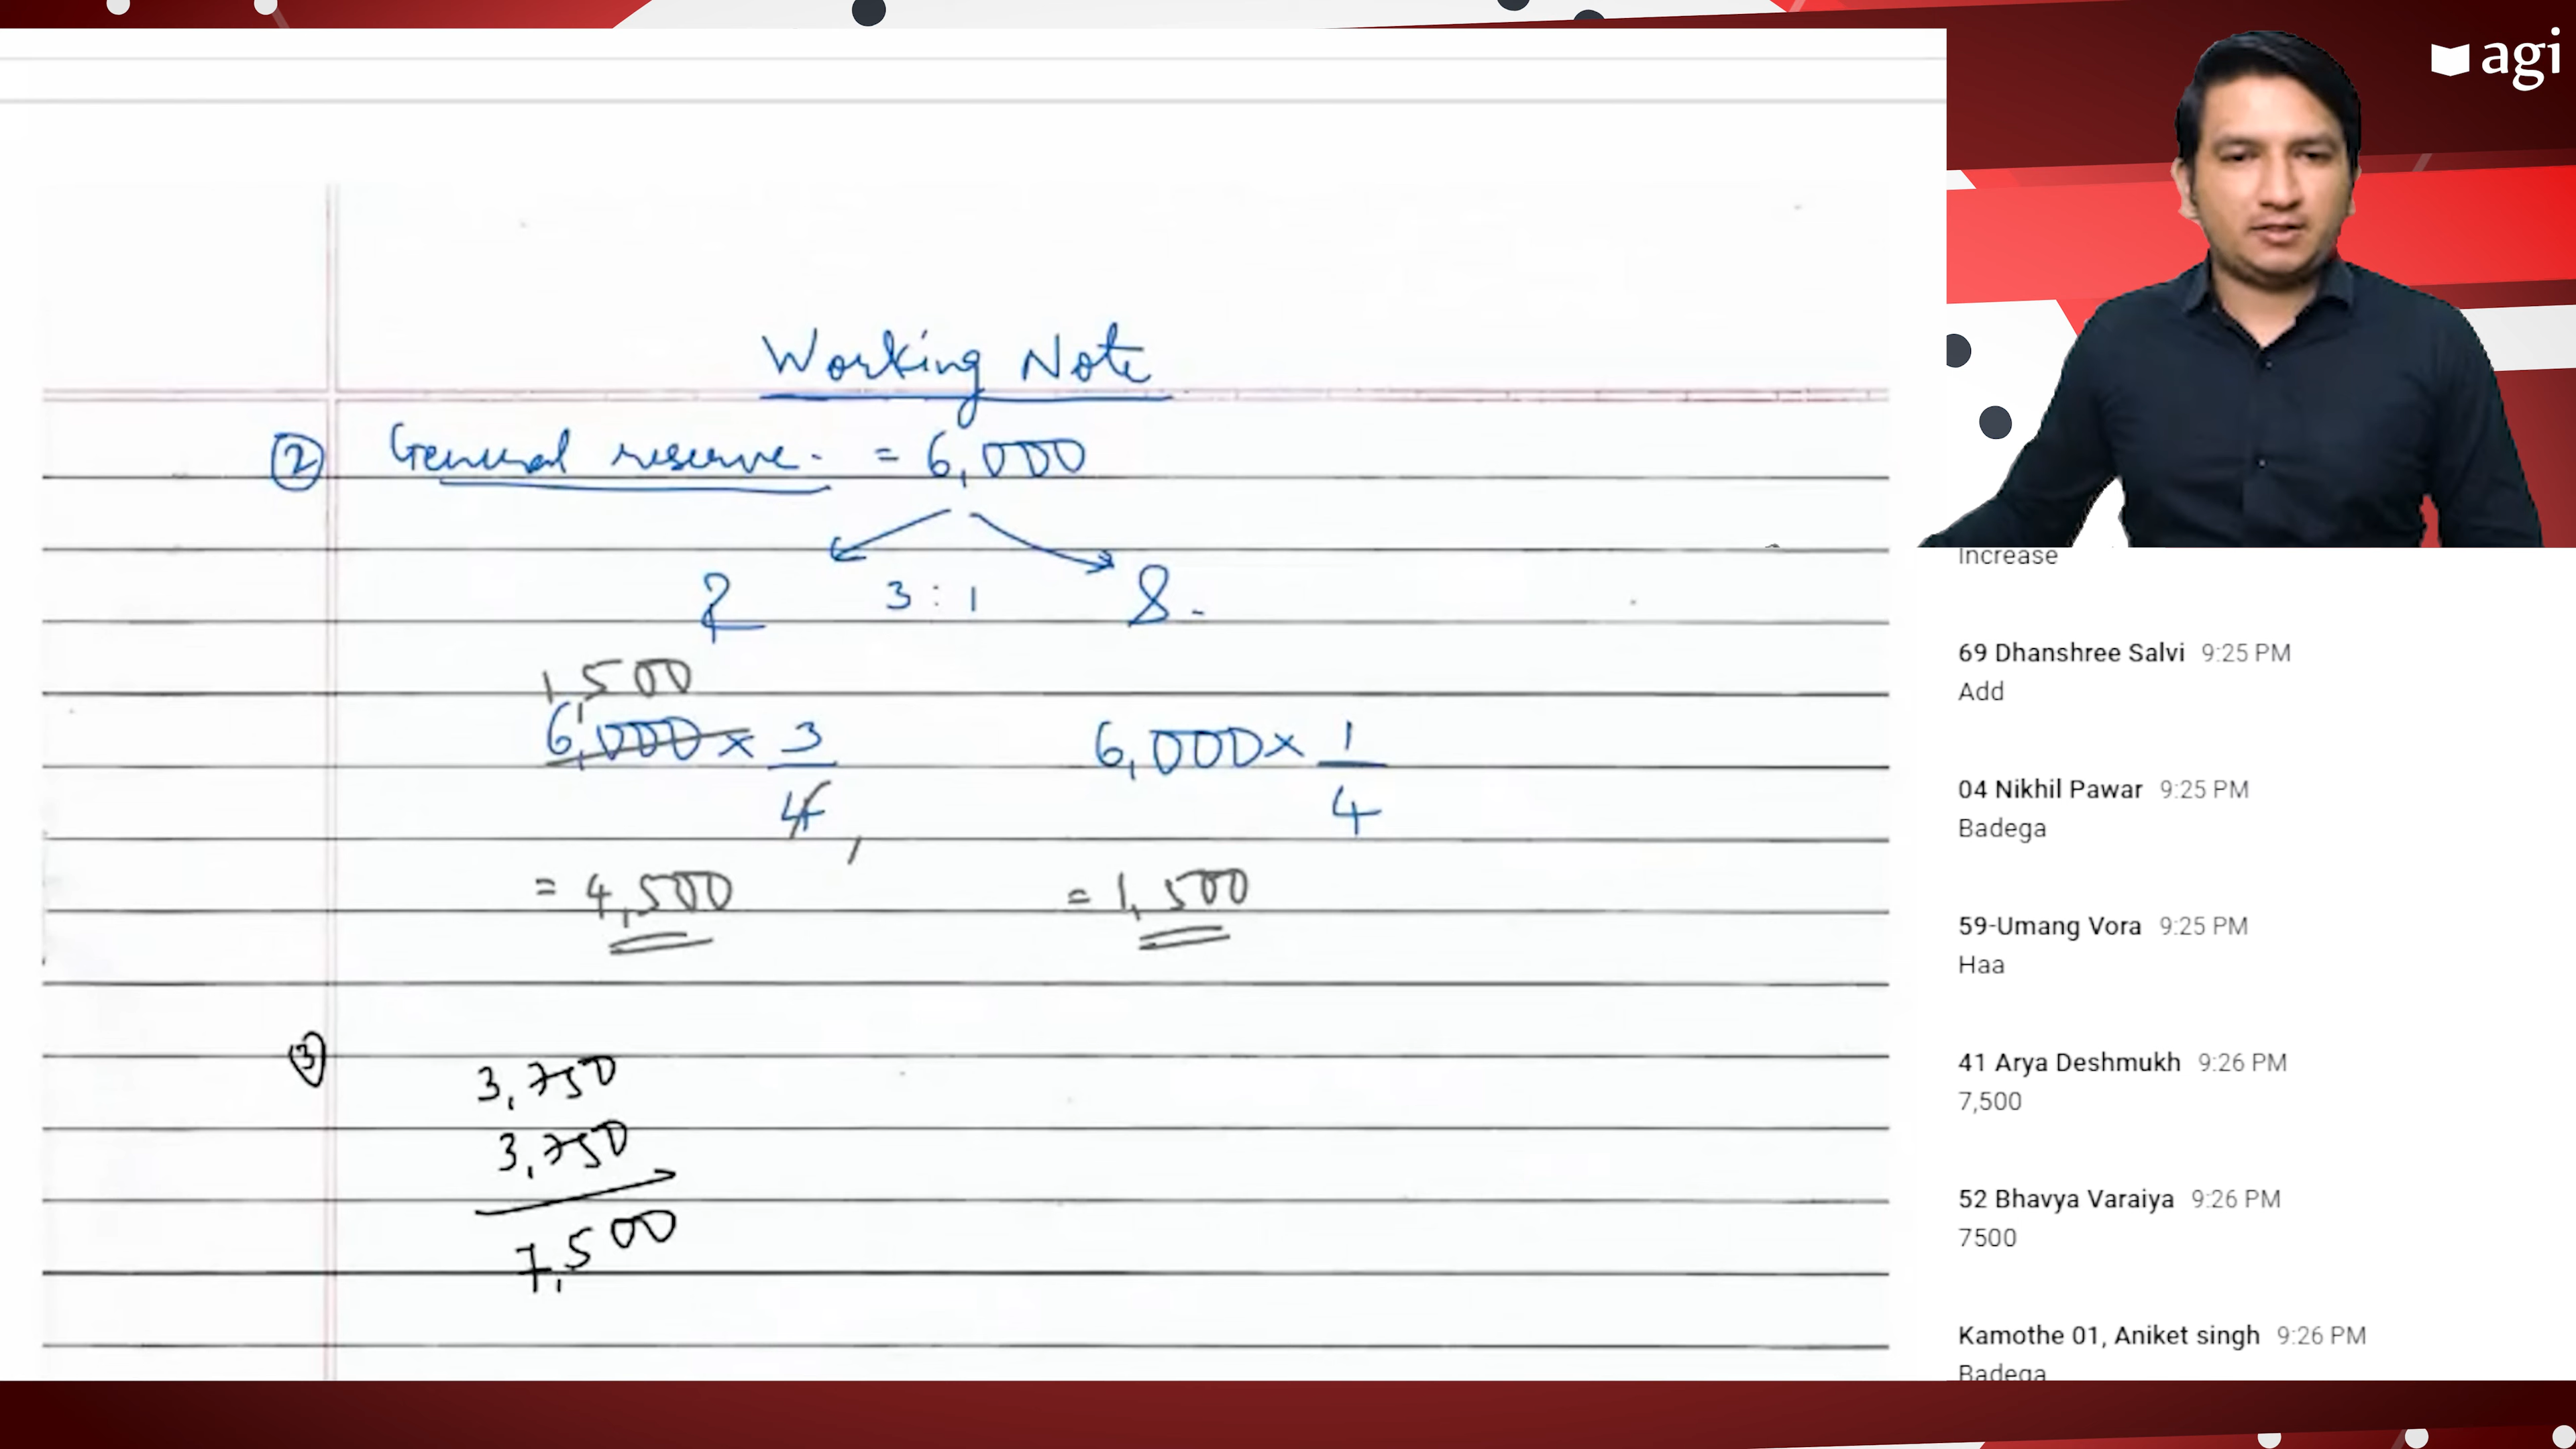 agi
Working Note
② General reserve. = 6,000
R 3 : 1 S.
1,500
6,000 × 3/4 6,000 × 1/4
1
= 4,500 = 1,500
③
3,750
3,750
7,500
Increase
69 Dhanshree Salvi 9:25 PM
Add
04 Nikhil Pawar 9:25 PM
Badega
59-Umang Vora 9:25 PM
Haa
41 Arya Deshmukh 9:26 PM
7,500
52 Bhavya Varaiya 9:26 PM
7500
Kamothe 01, Aniket singh 9:26 PM
Badega